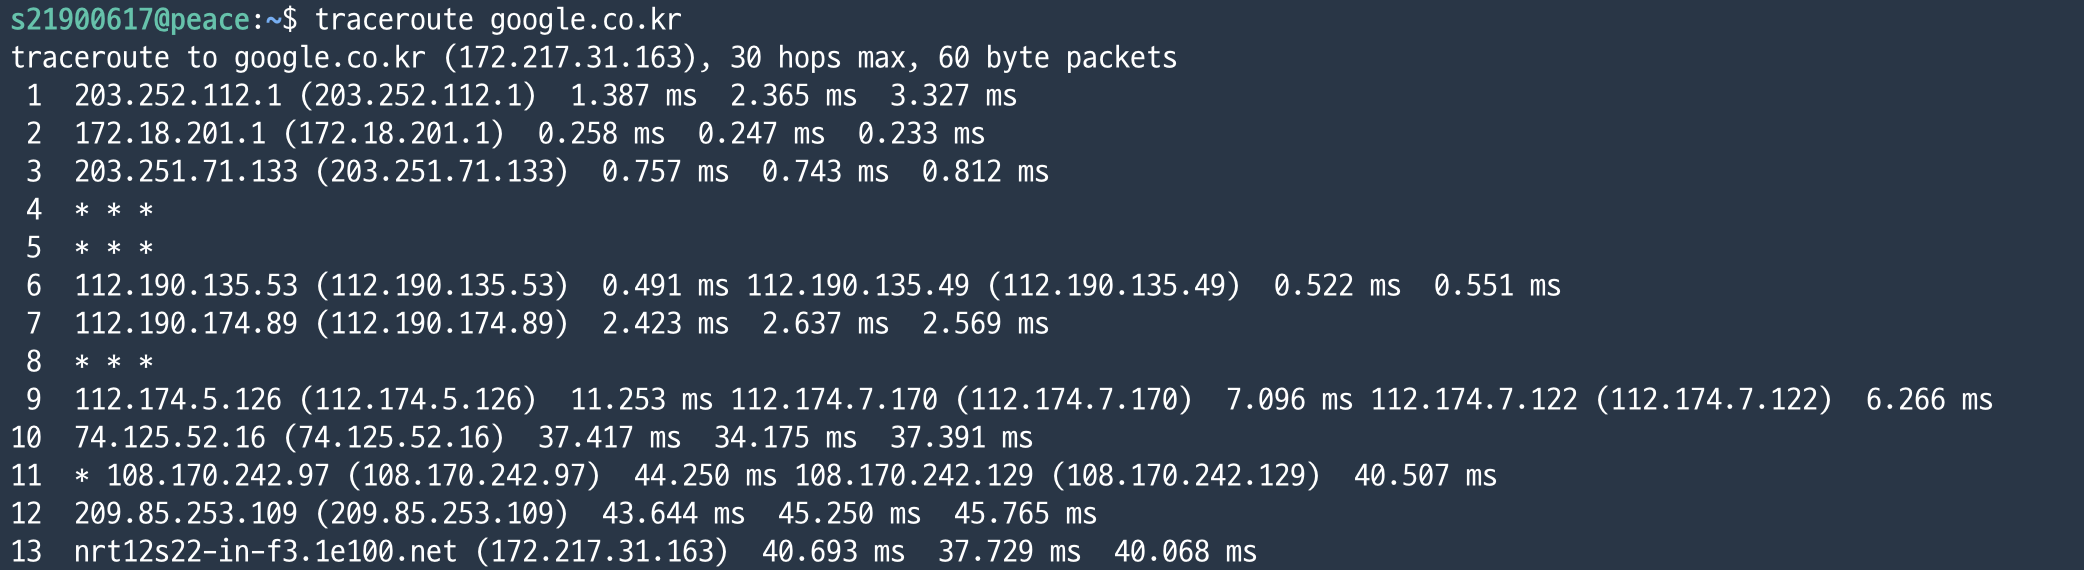 s21900617@peace:~$ traceroute google.co.kr
traceroute to google.co.kr (172.217.31.163), 30 hops max, 60 byte packets
 1  203.252.112.1 (203.252.112.1)  1.387 ms  2.365 ms  3.327 ms
 2  172.18.201.1 (172.18.201.1)  0.258 ms  0.247 ms  0.233 ms
 3  203.251.71.133 (203.251.71.133)  0.757 ms  0.743 ms  0.812 ms
 4  * * *
 5  * * *
 6  112.190.135.53 (112.190.135.53)  0.491 ms 112.190.135.49 (112.190.135.49)  0.522 ms  0.551 ms
 7  112.190.174.89 (112.190.174.89)  2.423 ms  2.637 ms  2.569 ms
 8  * * *
 9  112.174.5.126 (112.174.5.126)  11.253 ms 112.174.7.170 (112.174.7.170)  7.096 ms 112.174.7.122 (112.174.7.122)  6.266 ms
10  74.125.52.16 (74.125.52.16)  37.417 ms  34.175 ms  37.391 ms
11  * 108.170.242.97 (108.170.242.97)  44.250 ms 108.170.242.129 (108.170.242.129)  40.507 ms
12  209.85.253.109 (209.85.253.109)  43.644 ms  45.250 ms  45.765 ms
13  nrt12s22-in-f3.1e100.net (172.217.31.163)  40.693 ms  37.729 ms  40.068 ms